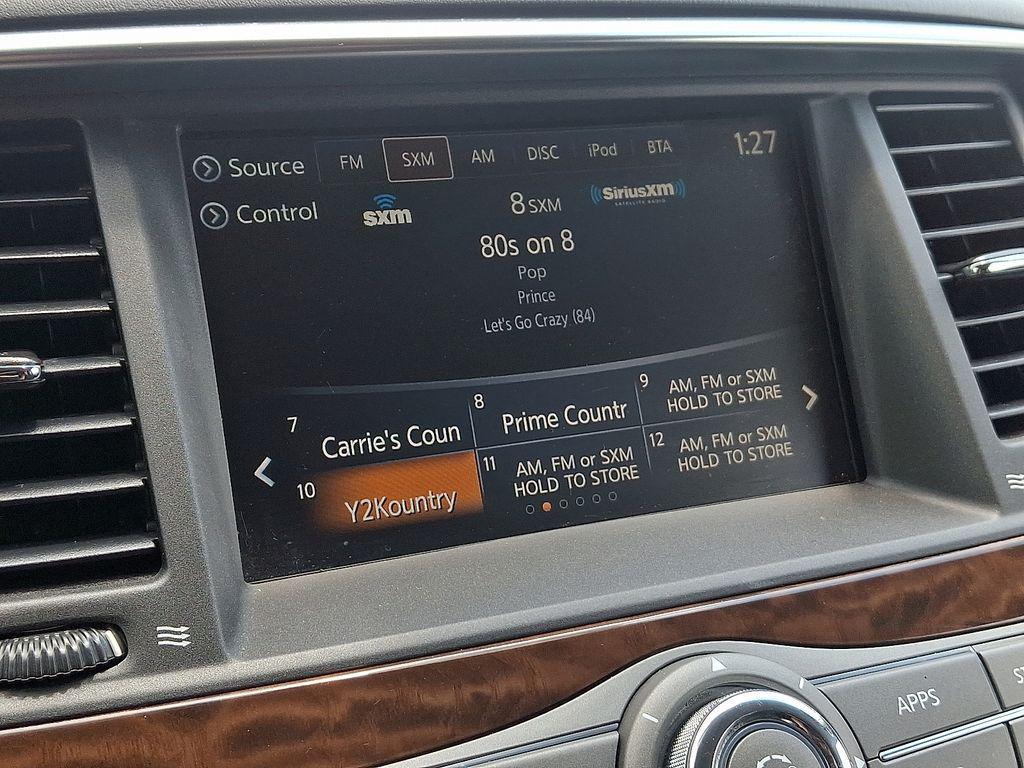 Source FM SXM AM DISC iPod BTA 1:27
Control sxm 8 SXM SiriusXM
SATELLITE RADIO
80s on 8
Pop
Prince
Let's Go Crazy (84)
7 Carrie's Coun
8 Prime Countr
9 AM, FM or SXM
HOLD TO STORE
10 Y2Kountry
11 AM, FM or SXM
HOLD TO STORE
12 AM, FM or SXM
HOLD TO STORE
APPS